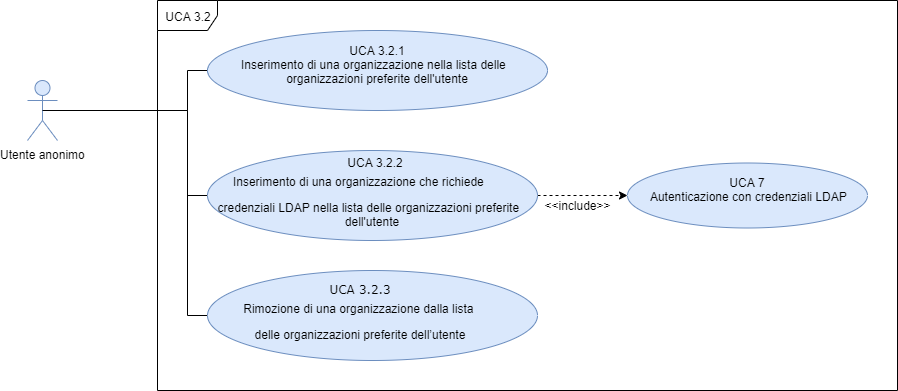 UCA 3.2
UCA 3.2.1
Inserimento di una organizzazione nella lista delle
organizzazioni preferite dell'utente
Utente anonimo
UCA 3.2.2
Inserimento di una organizzazione che richiede
credenziali LDAP nella lista delle organizzazioni preferite
dell'utente
<<include>>
UCA 7
Autenticazione con credenziali LDAP
UCA 3.2.3
Rimozione di una organizzazione dalla lista
delle organizzazioni preferite dell'utente